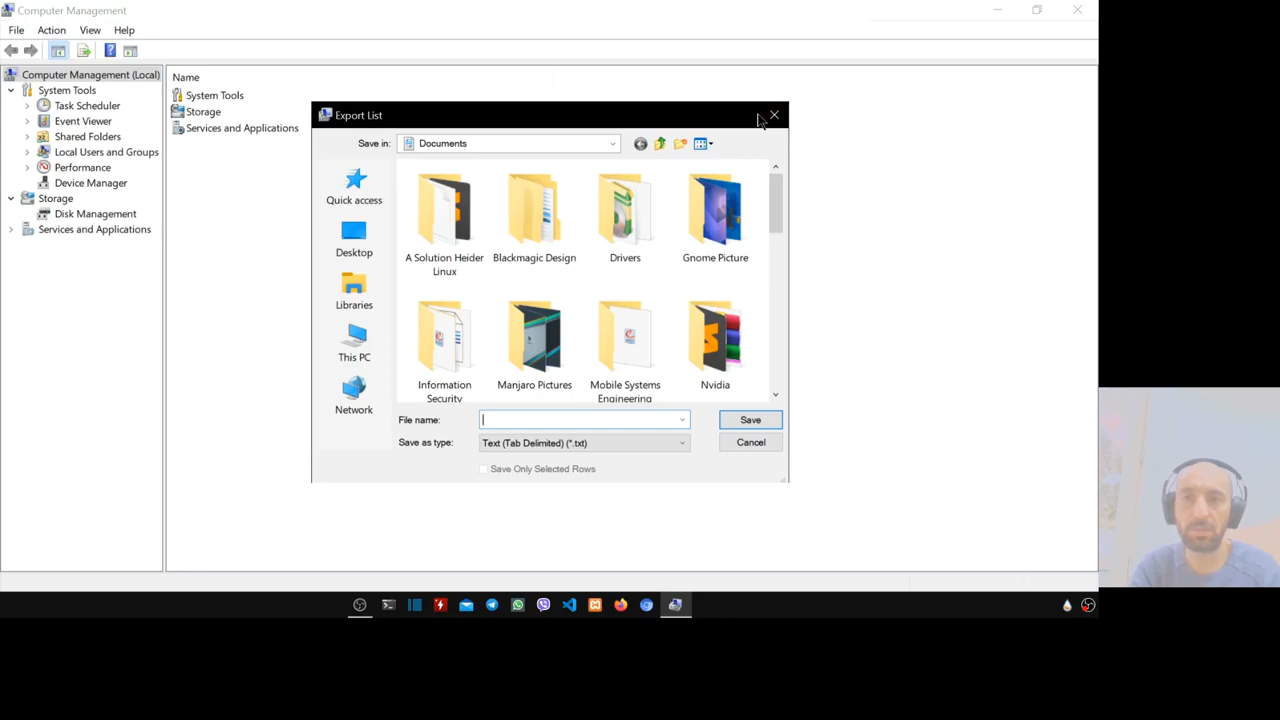 Computer Management
File Action View Help
Computer Management (Local)
System Tools
Task Scheduler
Event Viewer
Shared Folders
Local Users and Groups
Performance
Device Manager
Storage
Disk Management
Services and Applications
Name
System Tools
Storage
Services and Applications
Export List
Save in: Documents
Quick access
Desktop
Libraries
This PC
Network
A Solution Heider Linux
Blackmagic Design
Drivers
Gnome Picture
Information Security
Manjaro Pictures
Mobile Systems Engineering
Nvidia
File name:
Save
Save as type: Text (Tab Delimited) (*.txt)
Cancel
Save Only Selected Rows